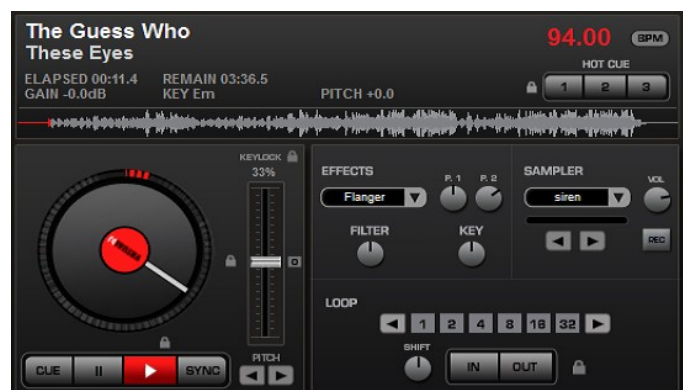 The Guess Who
These Eyes
94.00 BPM
HOT CUE
ELAPSED 00:11.4 REMAIN 03:36.5
GAIN -0.0dB KEY Em PITCH +0.0
1 2 3
KEYLOCK
33%
EFFECTS P. 1 P. 2
Flanger
FILTER KEY
SAMPLER VOL
siren
REC
LOOP
1 2 4 8 16 32
SHIFT
IN OUT
PITCH
CUE SYNC